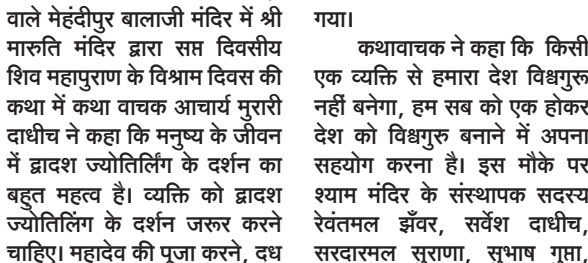 वाले मेहंदीपुर बालाजी मंदिर में श्री
मारुति मंदिर द्वारा सप्त दिवसीय
शिव महापुराण के विश्राम दिवस की
कथा में कथा वाचक आचार्य मुरारी
दाधीच ने कहा कि मनुष्य के जीवन
में द्वादश ज्योतिर्लिंग के दर्शन का
बहुत महत्व है। व्यक्ति को द्वादश
ज्योतिर्लिंग के दर्शन जरूर करने
चाहिए। महादेव की पूजा करने, दध
गया।
कथावाचक ने कहा कि किसी
एक व्यक्ति से हमारा देश विश्वगुरू
नहीं बनेगा, हम सब को एक होकर
देश को विश्वगुरु बनाने में अपना
सहयोग करना है। इस मौके पर
श्याम मंदिर के संस्थापक सदस्य
रेवंतमल झँवर, सर्वेश दाधीच,
सरदारमल सुराणा, सुभाष गुप्ता,